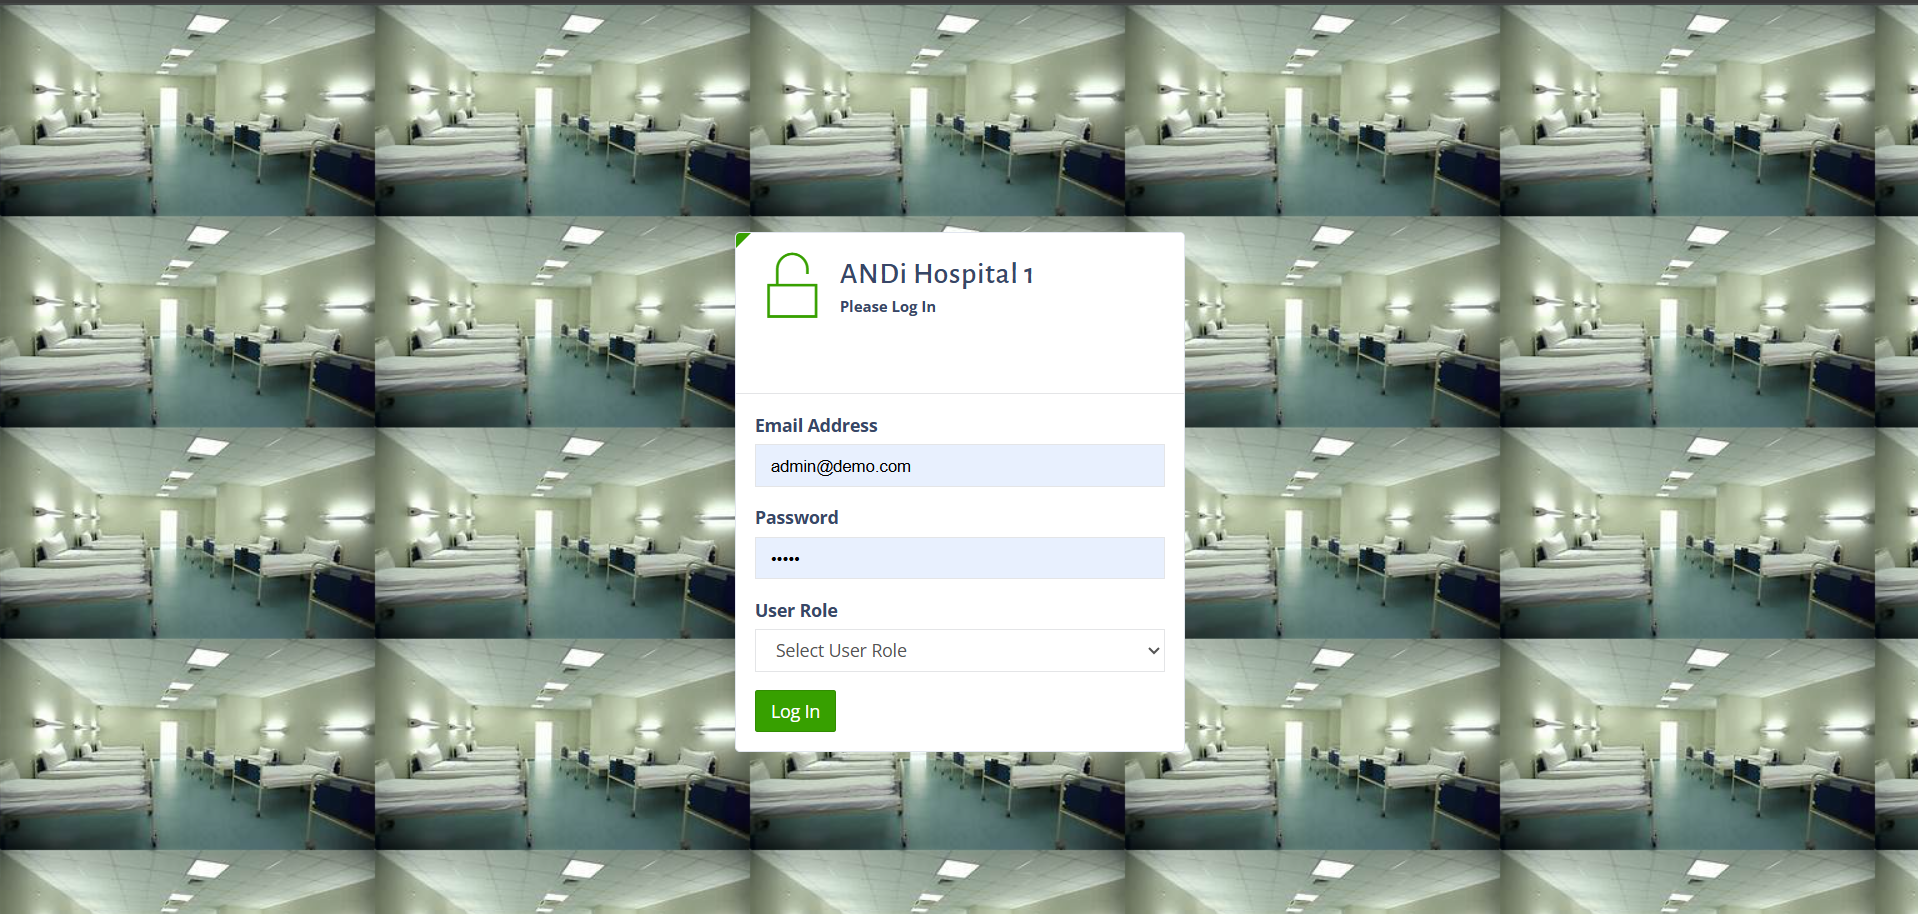 ANDi Hospital 1
Please Log In
Email Address
admin@demo.com
Password
•••••
User Role
Select User Role
Log In